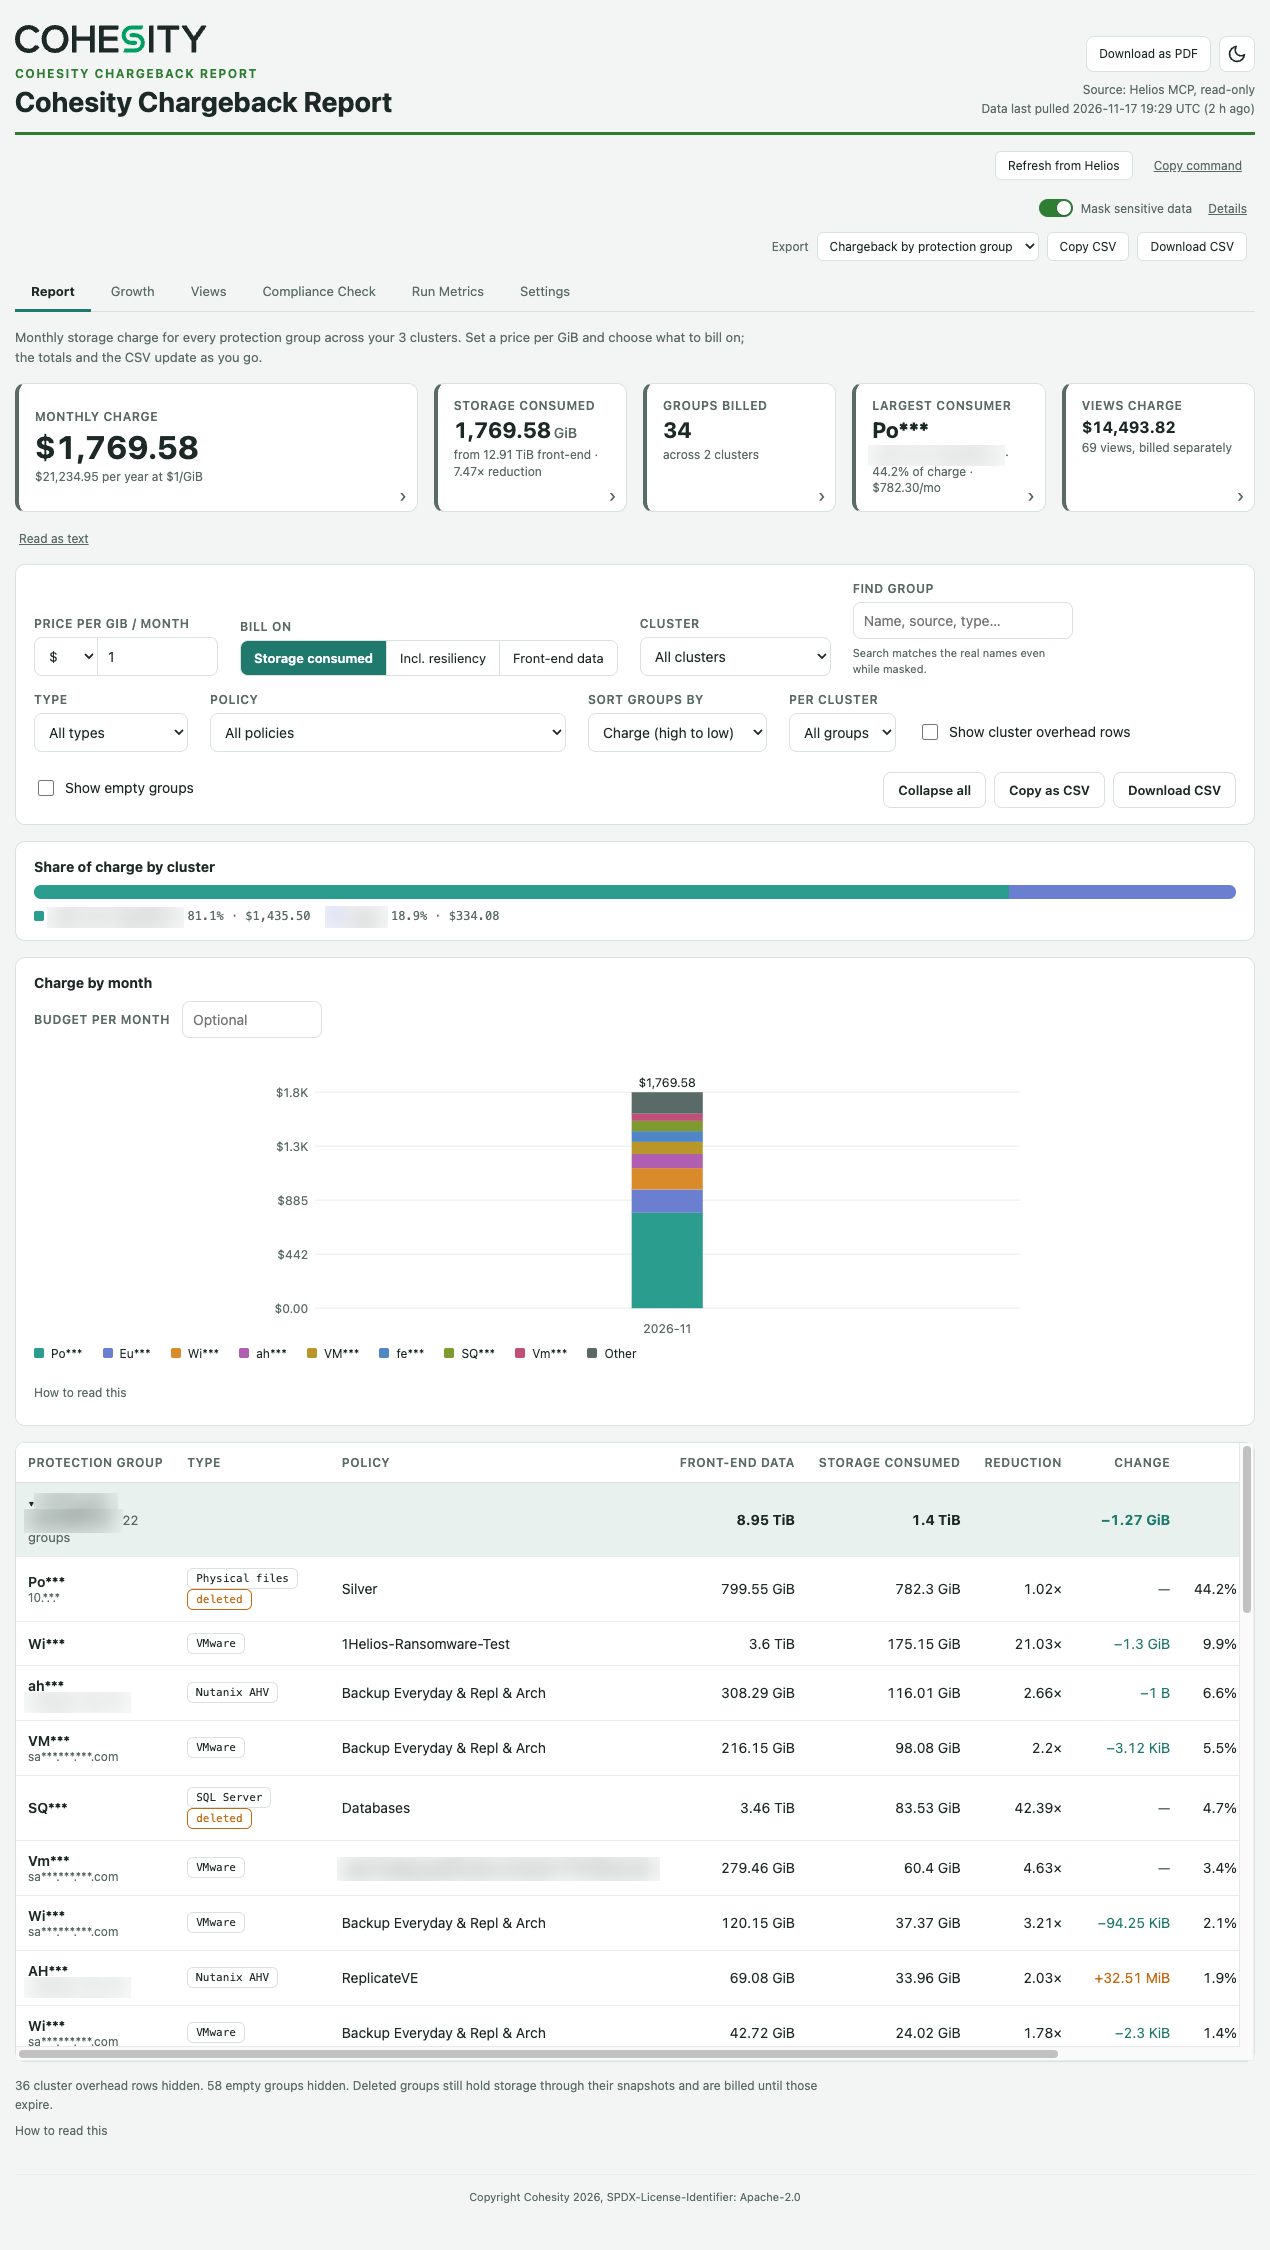 COHESITY
COHESITY CHARGEBACK REPORT
Cohesity Chargeback Report
Download as PDF
Source: Helios MCP, read-only
Data last pulled 2026-11-17 19:29 UTC (2 h ago)
Refresh from Helios
Copy command
Mask sensitive data
Details
Export
Chargeback by protection group
Copy CSV
Download CSV
Report
Growth
Views
Compliance Check
Run Metrics
Settings
Monthly storage charge for every protection group across your 3 clusters. Set a price per GiB and choose what to bill on;
the totals and the CSV update as you go.
MONTHLY CHARGE
$1,769.58
$21,234.95 per year at $1/GiB
›
STORAGE CONSUMED
1,769.58 GiB
from 12.91 TiB front-end ·
7.47× reduction
›
GROUPS BILLED
34
across 2 clusters
›
LARGEST CONSUMER
Po***
·
44.2% of charge ·
$782.30/mo
›
VIEWS CHARGE
$14,493.82
69 views, billed separately
›
Read as text
PRICE PER GIB / MONTH
$ 1
BILL ON
Storage consumed
Incl. resiliency
Front-end data
CLUSTER
All clusters
FIND GROUP
Name, source, type...
Search matches the real names even
while masked.
TYPE
All types
POLICY
All policies
SORT GROUPS BY
Charge (high to low)
PER CLUSTER
All groups
Show cluster overhead rows
Show empty groups
Collapse all
Copy as CSV
Download CSV
Share of charge by cluster
81.1% · $1,435.50
18.9% · $334.08
Charge by month
BUDGET PER MONTH
Optional
$1,769.58
$1.8K
$1.3K
$885
$442
$0.00
2026-11
Po***
Eu***
Wi***
ah***
VM***
fe***
SQ***
Vm***
Other
How to read this
PROTECTION GROUP TYPE POLICY FRONT-END DATA STORAGE CONSUMED REDUCTION CHANGE
22
groups
8.95 TiB 1.4 TiB −1.27 GiB
Po***
10.*.*.*
Physical files
deleted
Silver 799.55 GiB 782.3 GiB 1.02× — 44.2%
Wi*** VMware 1Helios-Ransomware-Test 3.6 TiB 175.15 GiB 21.03× −1.3 GiB 9.9%
ah*** Nutanix AHV Backup Everyday & Repl & Arch 308.29 GiB 116.01 GiB 2.66× −1 B 6.6%
VM***
sa***.******.***.com
VMware Backup Everyday & Repl & Arch 216.15 GiB 98.08 GiB 2.2× −3.12 KiB 5.5%
SQ***
SQL Server
deleted
Databases 3.46 TiB 83.53 GiB 42.39× — 4.7%
Vm***
sa***.******.***.com
VMware 279.46 GiB 60.4 GiB 4.63× — 3.4%
Wi***
sa***.******.***.com
VMware Backup Everyday & Repl & Arch 120.15 GiB 37.37 GiB 3.21× −94.25 KiB 2.1%
AH*** Nutanix AHV ReplicateVE 69.08 GiB 33.96 GiB 2.03× +32.51 MiB 1.9%
Wi***
sa***.******.***.com
VMware Backup Everyday & Repl & Arch 42.72 GiB 24.02 GiB 1.78× −2.3 KiB 1.4%
36 cluster overhead rows hidden. 58 empty groups hidden. Deleted groups still hold storage through their snapshots and are billed until those
expire.
How to read this
Copyright Cohesity 2026, SPDX-License-Identifier: Apache-2.0